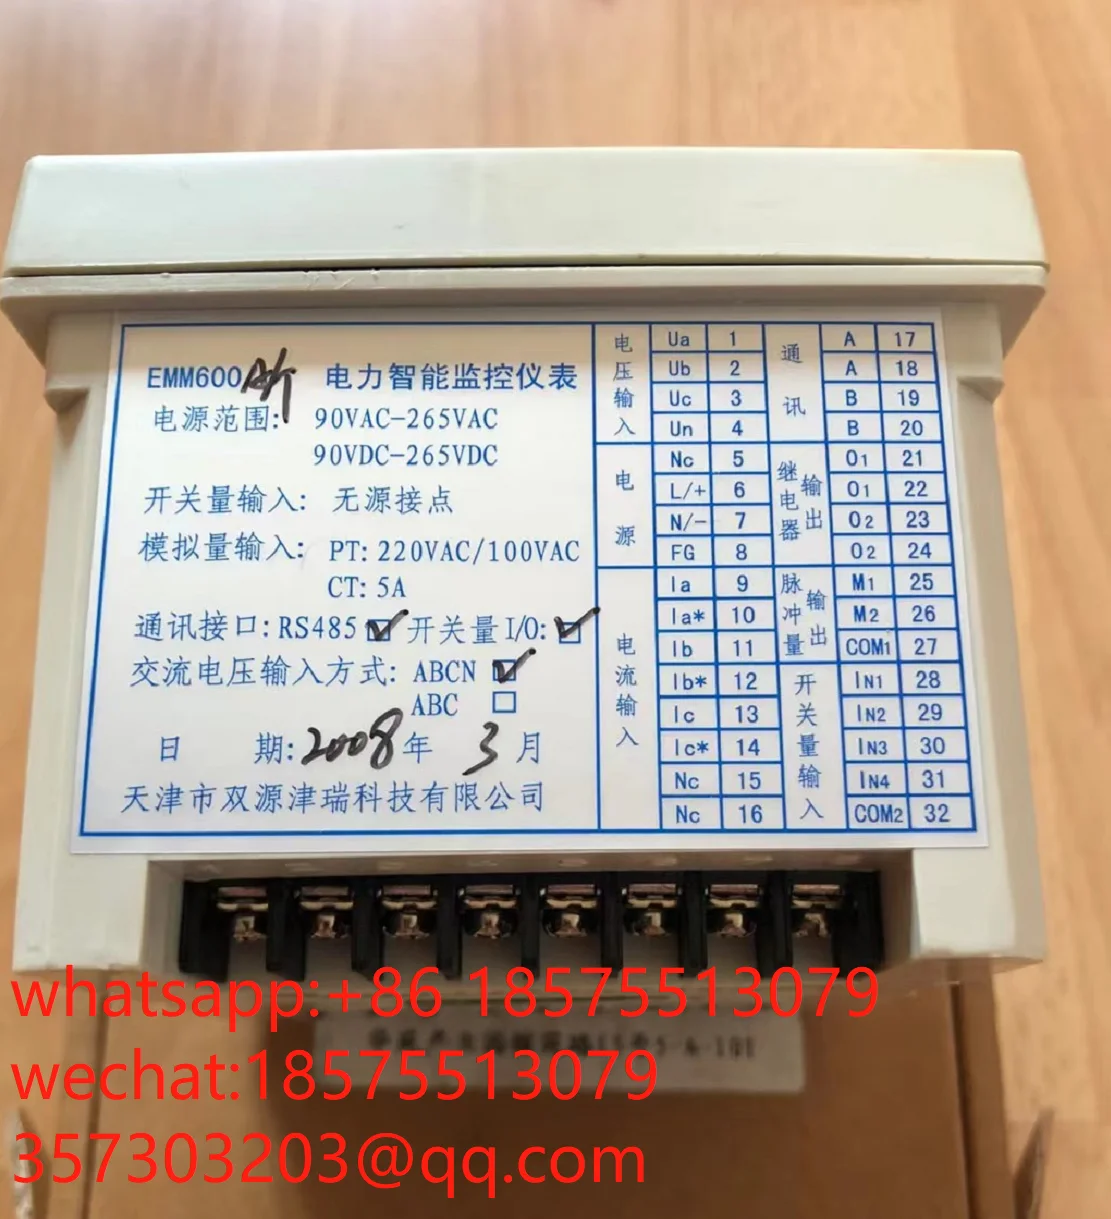 EMM600 电力智能监控仪表
电源范围: 90VAC-265VAC
90VDC-265VDC
开关量输入: 无源接点
模拟量输入: PT: 220VAC/100VAC
CT: 5A
通讯接口: RS485 ☑ 开关量 I/O: ☑
交流电压输入方式: ABCN ☑
ABC □
日 期: 2008年 3月
天津市双源津瑞科技有限公司
电压输入
Ua 1
Ub 2
Uc 3
Un 4
电源
Nc 5
L/+ 6
N/- 7
FG 8
电流输入
Ia 9
Ia* 10
Ib 11
Ib* 12
Ic 13
Ic* 14
Nc 15
Nc 16
通讯
A 17
A 18
B 19
B 20
继电器输出
O1 21
O1 22
O2 23
O2 24
脉冲量输出
M1 25
M2 26
COM1 27
开关量输入
IN1 28
IN2 29
IN3 30
IN4 31
COM2 32
whatsapp:+86 18575513079
wechat:18575513079
357303203@qq.com